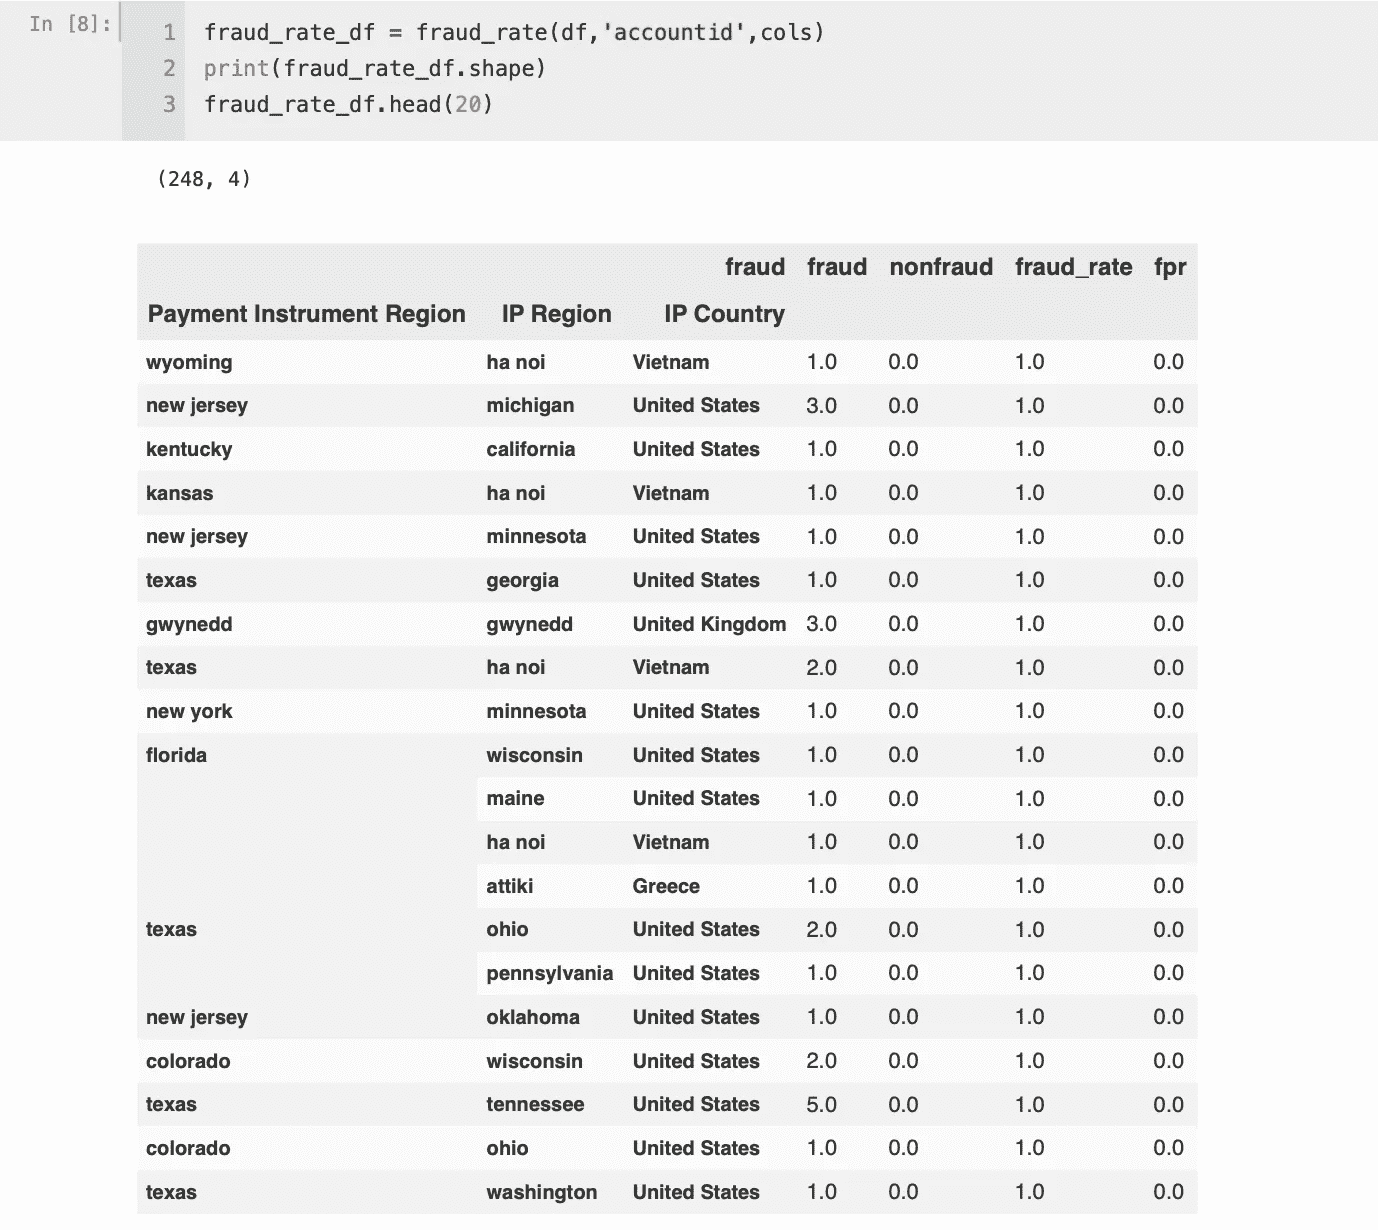 In [8]:
1 fraud_rate_df = fraud_rate(df,'accountid',cols)
2 print(fraud_rate_df.shape)
3 fraud_rate_df.head(20)
(248, 4)
fraud fraud nonfraud fraud_rate fpr
Payment Instrument Region IP Region IP Country
wyoming ha noi Vietnam 1.0 0.0 1.0 0.0
new jersey michigan United States 3.0 0.0 1.0 0.0
kentucky california United States 1.0 0.0 1.0 0.0
kansas ha noi Vietnam 1.0 0.0 1.0 0.0
new jersey minnesota United States 1.0 0.0 1.0 0.0
texas georgia United States 1.0 0.0 1.0 0.0
gwynedd gwynedd United Kingdom 3.0 0.0 1.0 0.0
texas ha noi Vietnam 2.0 0.0 1.0 0.0
new york minnesota United States 1.0 0.0 1.0 0.0
florida wisconsin United States 1.0 0.0 1.0 0.0
maine United States 1.0 0.0 1.0 0.0
ha noi Vietnam 1.0 0.0 1.0 0.0
attiki Greece 1.0 0.0 1.0 0.0
texas ohio United States 2.0 0.0 1.0 0.0
pennsylvania United States 1.0 0.0 1.0 0.0
new jersey oklahoma United States 1.0 0.0 1.0 0.0
colorado wisconsin United States 2.0 0.0 1.0 0.0
texas tennessee United States 5.0 0.0 1.0 0.0
colorado ohio United States 1.0 0.0 1.0 0.0
texas washington United States 1.0 0.0 1.0 0.0